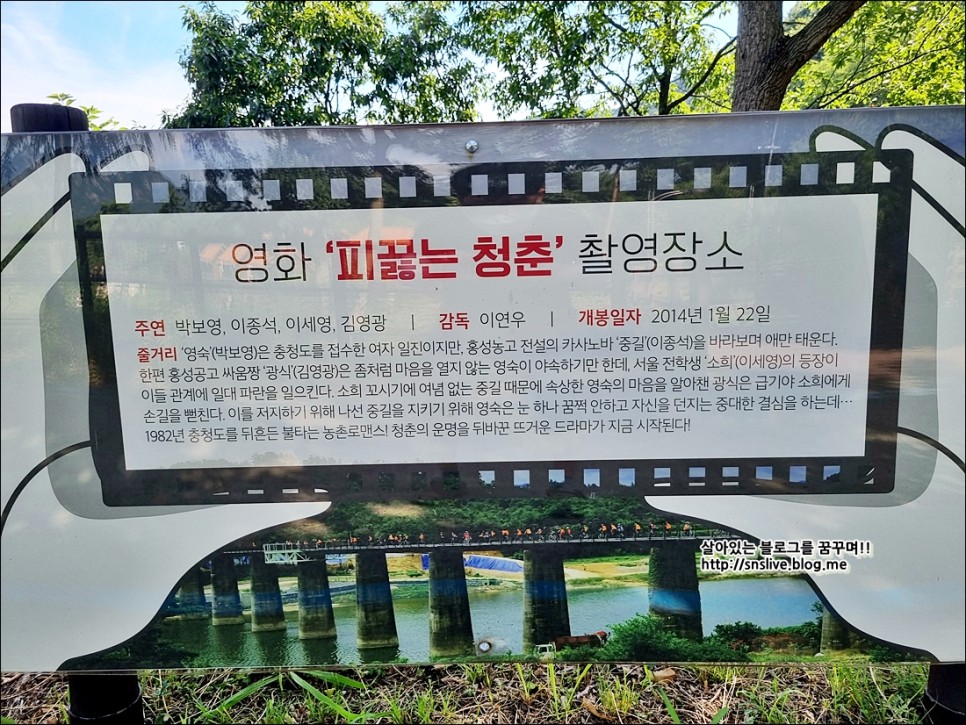 영화 '피끓는 청춘' 촬영장소
주연 박보영, 이종석, 이세영, 김영광 | 감독 이연우 | 개봉일자 2014년 1월 22일
줄거리 '영숙'(박보영)은 충청도를 접수한 여자 일진이지만, 홍성농고 전설의 카사노바 '중길'(이종석)을 바라보며 애만 태운다.
한편 홍성공고 싸움짱 '광식'(김영광)은 좀처럼 마음을 열지 않는 영숙이 야속하기만 한데, 서울 전학생 '소희'(이세영)의 등장이
이들 관계에 일대 파란을 일으킨다. 소희 꼬시기에 여념 없는 중길 때문에 속상한 영숙의 마음을 알아챈 광식은 급기야 소희에게
손길을 뻗친다. 이를 저지하기 위해 나선 중길을 지키기 위해 영숙은 눈 하나 꿈쩍 안하고 자신을 던지는 중대한 결심을 하는데…
1982년 충청도를 뒤흔든 불타는 농촌로맨스! 청춘의 운명을 뒤바꾼 뜨거운 드라마가 지금 시작된다!
살아있는 블로그를 꿈꾸며!!
http://snslive.blog.me